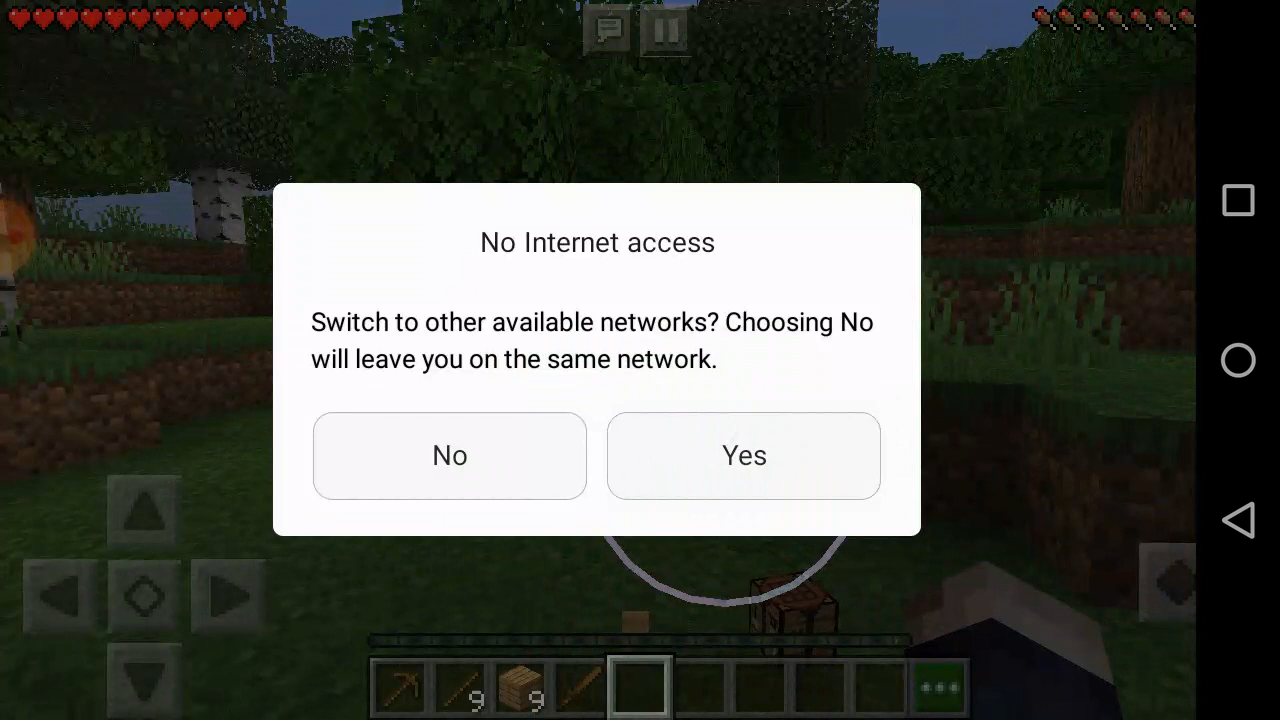 No Internet access
Switch to other available networks? Choosing No
will leave you on the same network.
No
Yes
9
9